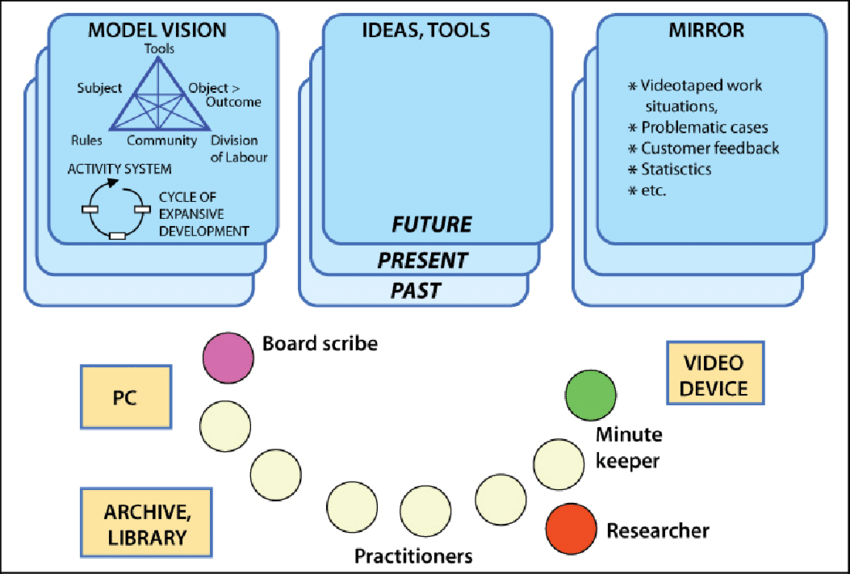 MODEL VISION
Tools
Subject
Object >
Outcome
Rules
Community
Division
of Labour
ACTIVITY SYSTEM
CYCLE OF
EXPANSIVE
DEVELOPMENT
IDEAS, TOOLS
FUTURE
PRESENT
PAST
MIRROR
* Videotaped work
situations,
* Problematic cases
* Customer feedback
* Statisctics
* etc.
Board scribe
PC
VIDEO
DEVICE
Minute
keeper
ARCHIVE,
LIBRARY
Researcher
Practitioners